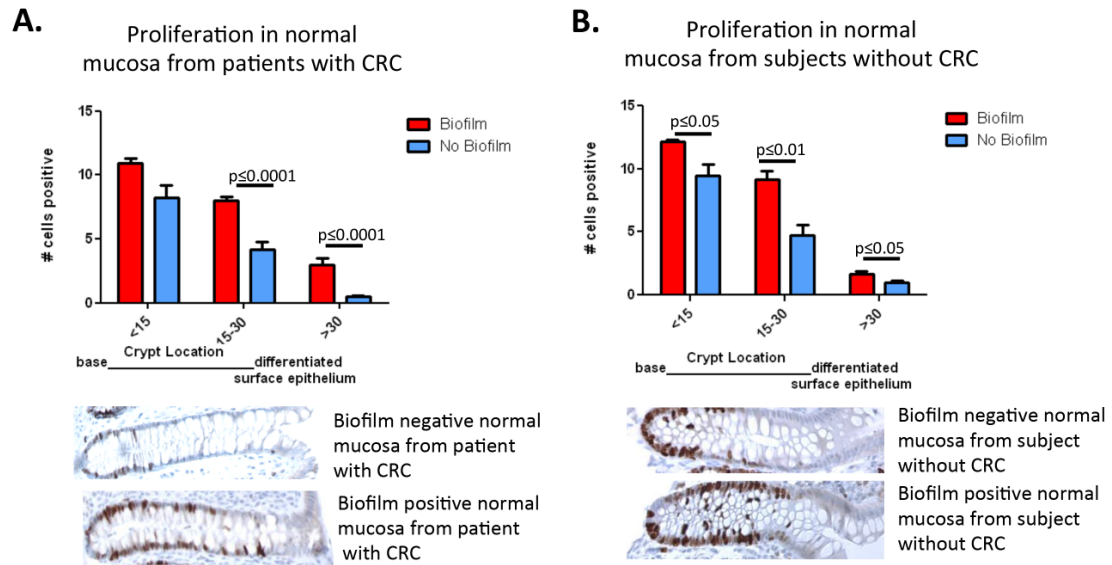 A.
Proliferation in normal
mucosa from patients with CRC
15
10
5
0
# cells positive
Biofilm
No Biofilm
p≤0.0001
p≤0.0001
<15
15-30
>30
Crypt Location
base
differentiated
surface epithelium
Biofilm negative normal
mucosa from patient
with CRC
Biofilm positive normal
mucosa from patient
with CRC
B.
Proliferation in normal
mucosa from subjects without CRC
15
10
5
0
# cells positive
Biofilm
No Biofilm
p≤0.05
p≤0.01
p≤0.05
<15
15-30
>30
Crypt Location
base
differentiated
surface epithelium
Biofilm negative normal
mucosa from subject
without CRC
Biofilm positive normal
mucosa from subject
without CRC